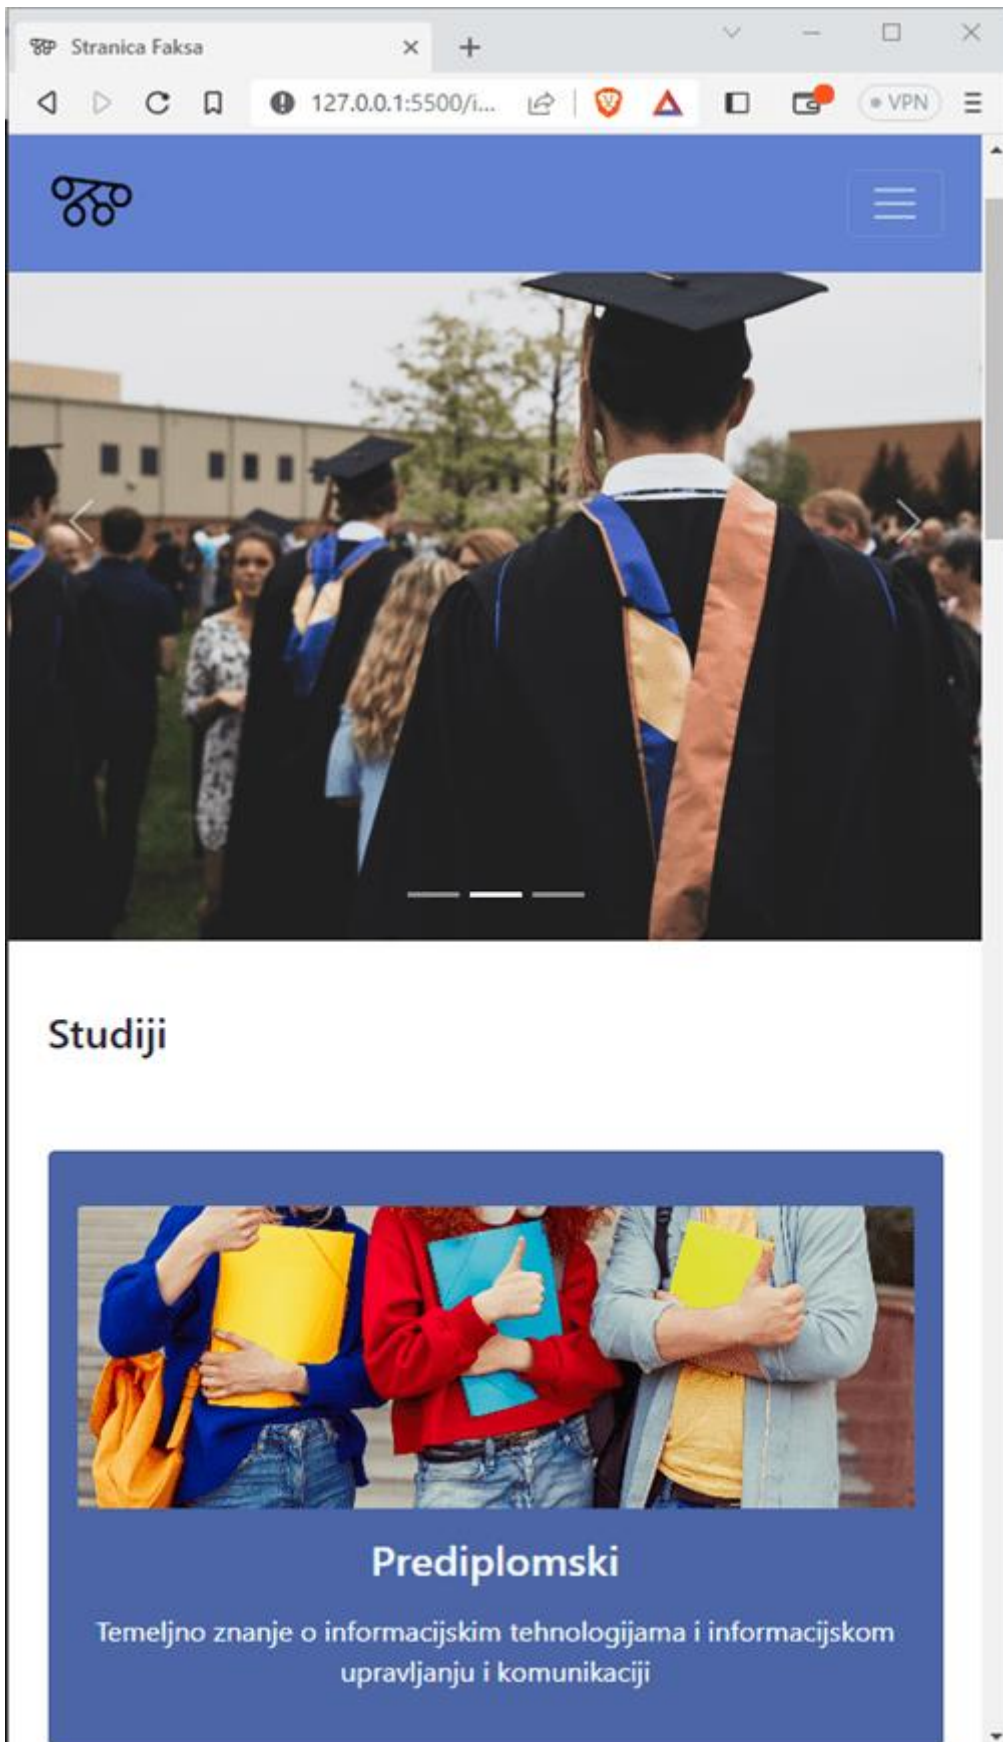 Stranica Faksa
127.0.0.1:5500/i...
VPN
Studiji
Prediplomski
Temeljno znanje o informacijskim tehnologijama i informacijskom
upravljanju i komunikaciji